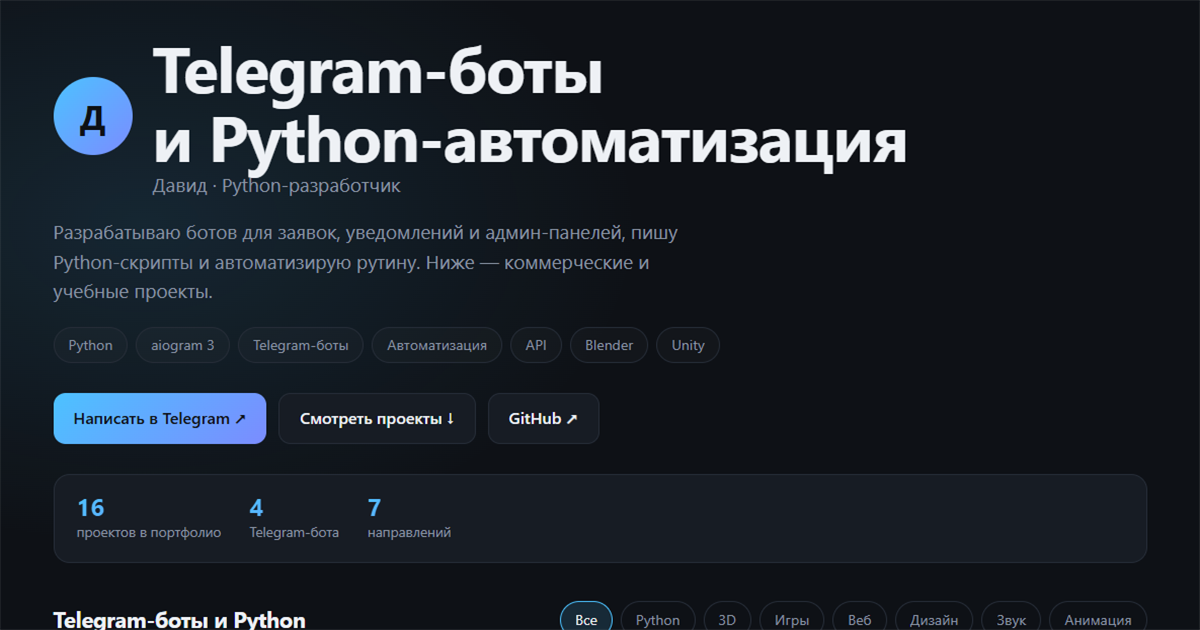 Д
Telegram-боты
и Python-автоматизация
Давид · Python-разработчик
Разрабатываю ботов для заявок, уведомлений и админ-панелей, пишу
Python-скрипты и автоматизирую рутину. Ниже — коммерческие и
учебные проекты.
Python aiogram 3 Telegram-боты Автоматизация API Blender Unity
Написать в Telegram ↗ Смотреть проекты ↓ GitHub ↗
16 4 7
проектов в портфолио Telegram-бота направлений
Telegram-боты и Python Все Python 3D Игры Веб Дизайн Звук Анимация